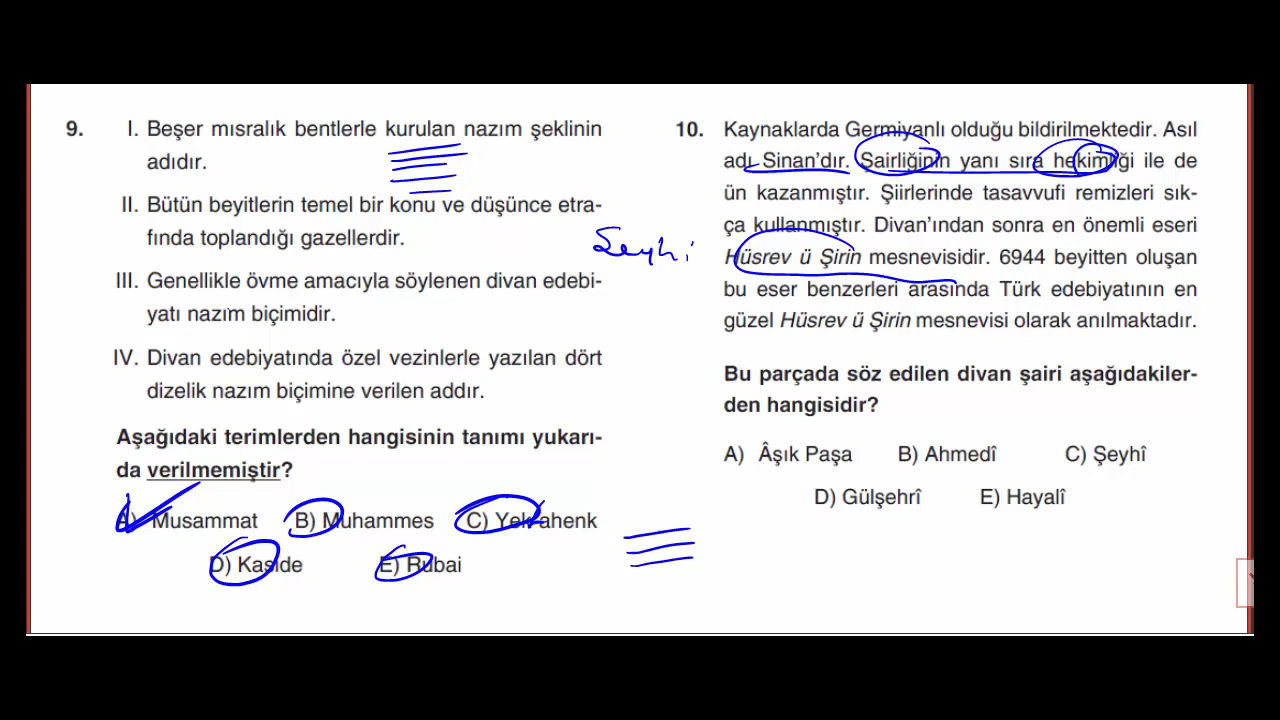 9. I. Beşer mısralık bentlerle kurulan nazım şeklinin
adıdır.
II. Bütün beyitlerin temel bir konu ve düşünce etra-
fında toplandığı gazellerdir.
III. Genellikle övme amacıyla söylenen divan edebi-
yatı nazım biçimidir.
IV. Divan edebiyatında özel vezinlerle yazılan dört
dizelik nazım biçimine verilen addır.
Aşağıdaki terimlerden hangisinin tanımı yukarı-
da verilmemiştir?
A) Musammat B) Muhammes C) Yek ahenk
D) Kaside E) Rubai
Şeyhi
10. Kaynaklarda Germiyanlı olduğu bildirilmektedir. Asıl
adı Sinan'dır. Şairliğinin yanı sıra hekimliği ile de
ün kazanmıştır. Şiirlerinde tasavvufi remizleri sık-
ça kullanmıştır. Divan'ından sonra en önemli eseri
Hüsrev ü Şirin mesnevisidir. 6944 beyitten oluşan
bu eser benzerleri arasında Türk edebiyatının en
güzel Hüsrev ü Şirin mesnevisi olarak anılmaktadır.
Bu parçada söz edilen divan şairi aşağıdakiler-
den hangisidir?
A) Âşık Paşa B) Ahmedî C) Şeyhî
D) Gülşehrî E) Hayalî